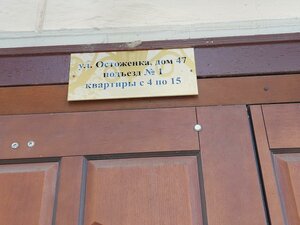 ул. Остоженка, дом 47
подъезд № 1
квартиры с 4 по 15